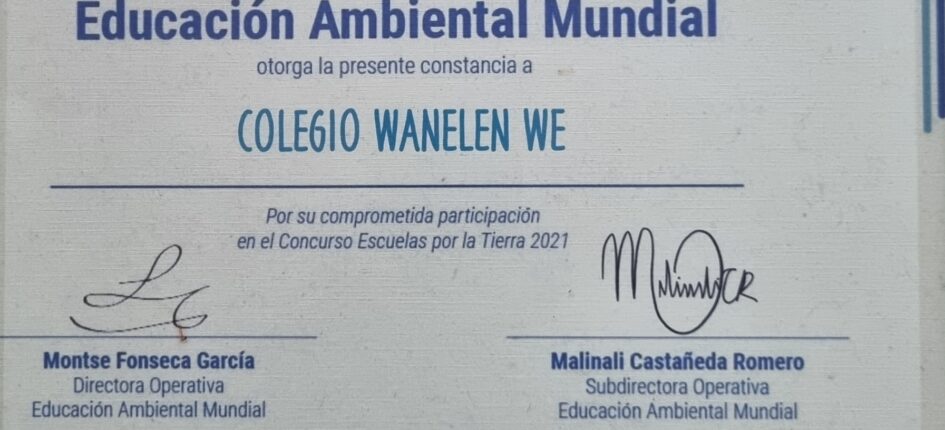 Educación Ambiental Mundial
otorga la presente constancia a
COLEGIO WANELEN WE
Por su comprometida participación
en el Concurso Escuelas por la Tierra 2021
Montse Fonseca García
Directora Operativa
Educación Ambiental Mundial
Malinali CR
Malinali Castañeda Romero
Subdirectora Operativa
Educación Ambiental Mundial